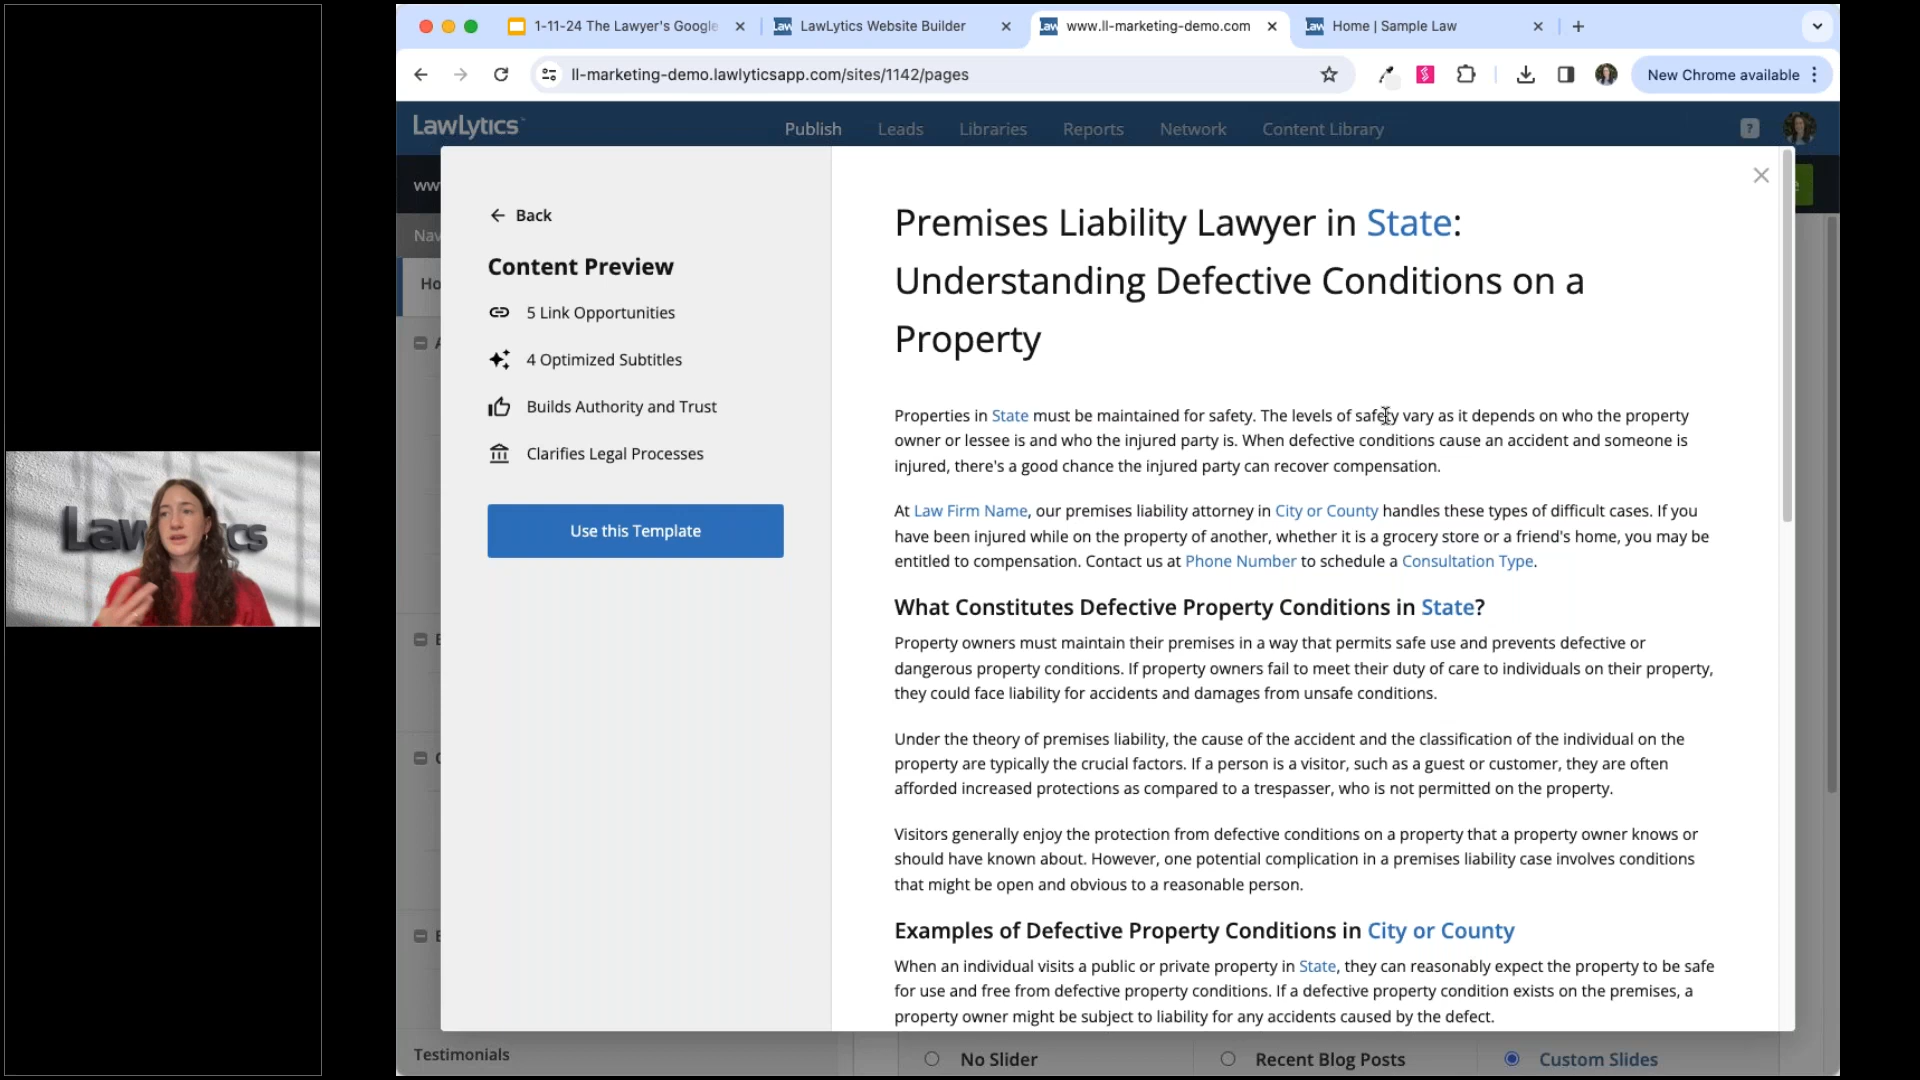 1-11-24 The Lawyer's Google
LawLytics Website Builder
www.ll-marketing-demo.com
Home | Sample Law
ll-marketing-demo.lawlyticsapp.com/sites/1142/pages
New Chrome available
LawLytics
Publish
Leads
Libraries
Reports
Network
Content Library
?
ww
Nav
Ho
Back
Content Preview
5 Link Opportunities
4 Optimized Subtitles
Builds Authority and Trust
Clarifies Legal Processes
Use this Template
Premises Liability Lawyer in State:
Understanding Defective Conditions on a
Property
Properties in State must be maintained for safety. The levels of safety vary as it depends on who the property
owner or lessee is and who the injured party is. When defective conditions cause an accident and someone is
injured, there's a good chance the injured party can recover compensation.
At Law Firm Name, our premises liability attorney in City or County handles these types of difficult cases. If you
have been injured while on the property of another, whether it is a grocery store or a friend's home, you may be
entitled to compensation. Contact us at Phone Number to schedule a Consultation Type.
What Constitutes Defective Property Conditions in State?
Property owners must maintain their premises in a way that permits safe use and prevents defective or
dangerous property conditions. If property owners fail to meet their duty of care to individuals on their property,
they could face liability for accidents and damages from unsafe conditions.
Under the theory of premises liability, the cause of the accident and the classification of the individual on the
property are typically the crucial factors. If a person is a visitor, such as a guest or customer, they are often
afforded increased protections as compared to a trespasser, who is not permitted on the property.
Visitors generally enjoy the protection from defective conditions on a property that a property owner knows or
should have known about. However, one potential complication in a premises liability case involves conditions
that might be open and obvious to a reasonable person.
Examples of Defective Property Conditions in City or County
When an individual visits a public or private property in State, they can reasonably expect the property to be safe
for use and free from defective property conditions. If a defective property condition exists on the premises, a
property owner might be subject to liability for any accidents caused by the defect.
Testimonials
No Slider
Recent Blog Posts
Custom Slides